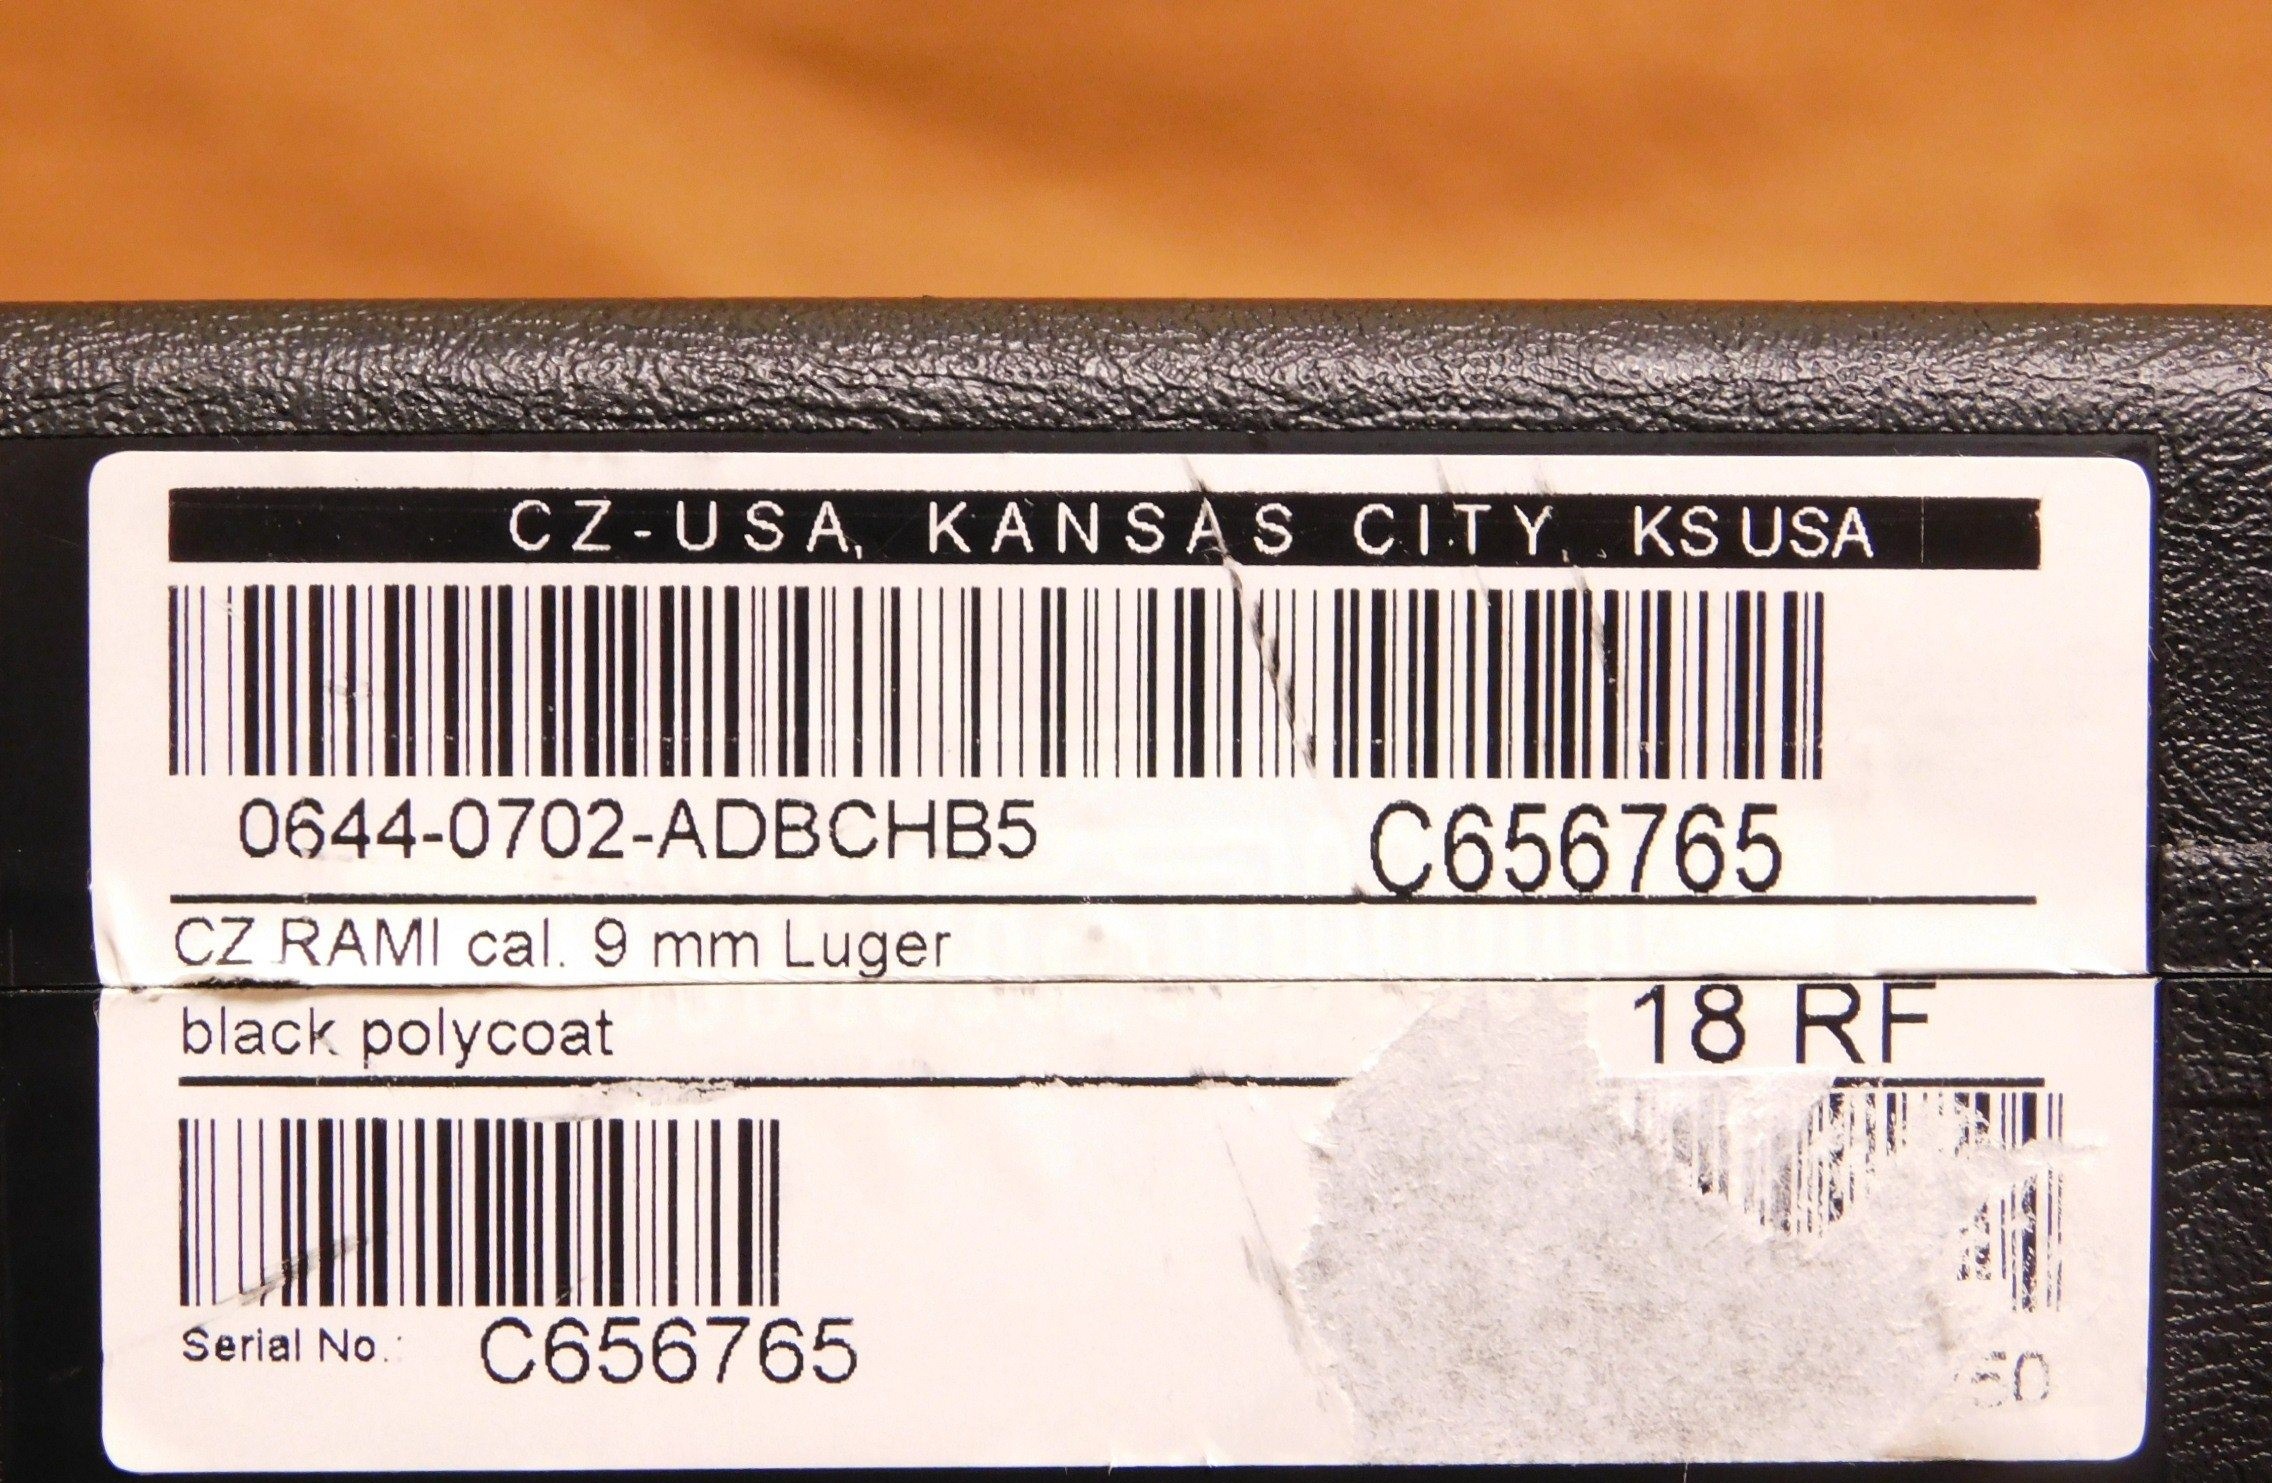 CZ-USA, KANSAS CITY, KS USA
0644-0702-ADBCHB5 C656765
CZ RAMI cal. 9 mm Luger
black polycoat 18 RF
Serial No.: C656765